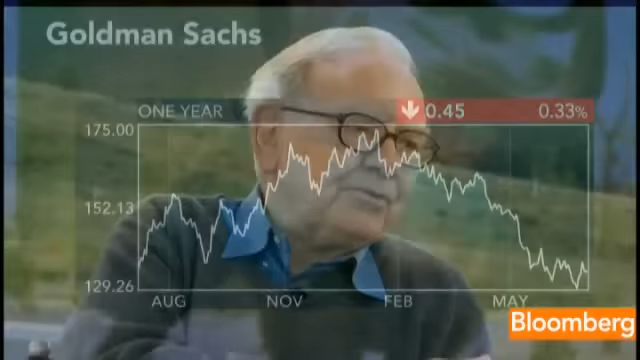 Goldman Sachs
ONE YEAR 0.45 0.33%
175.00
152.13
129.26
AUG NOV FEB MAY
Bloomberg